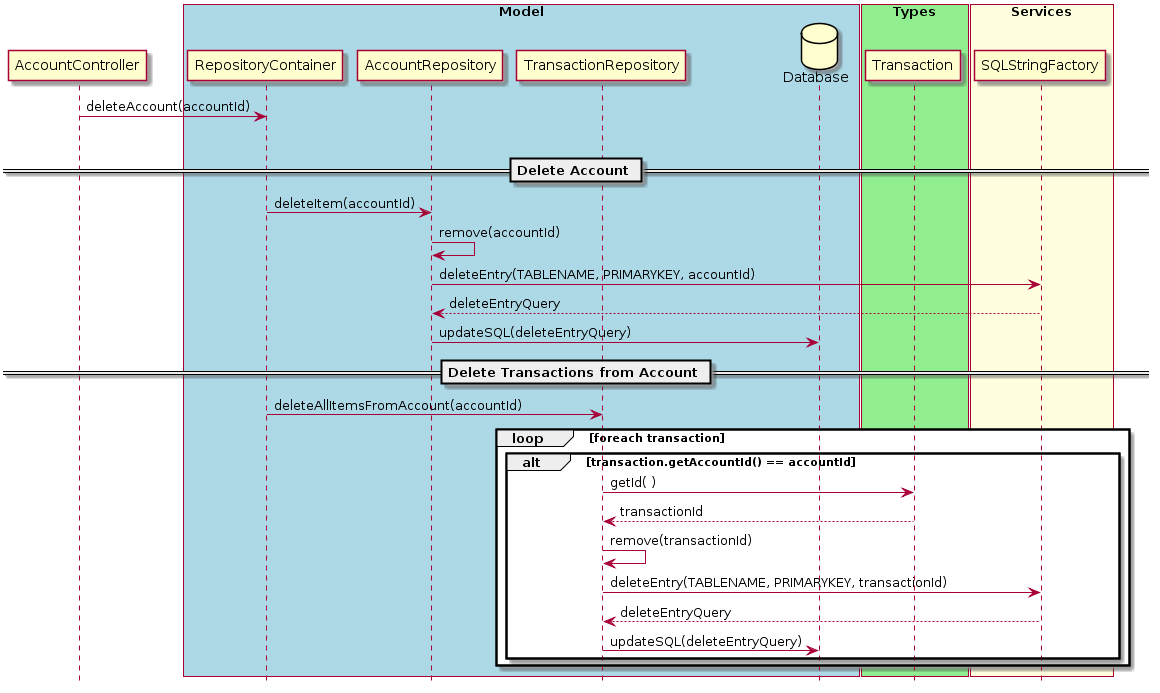 Model
Types
Services
AccountController
RepositoryContainer
AccountRepository
TransactionRepository
Database
Transaction
SQLStringFactory
deleteAccount(accountId)
Delete Account
deleteItem(accountId)
remove(accountId)
deleteEntry(TABLENAME, PRIMARYKEY, accountId)
deleteEntryQuery
updateSQL(deleteEntryQuery)
Delete Transactions from Account
deleteAllItemsFromAccount(accountId)
loop [foreach transaction]
alt [transaction.getAccountId() == accountId]
getId( )
transactionId
remove(transactionId)
deleteEntry(TABLENAME, PRIMARYKEY, transactionId)
deleteEntryQuery
updateSQL(deleteEntryQuery)